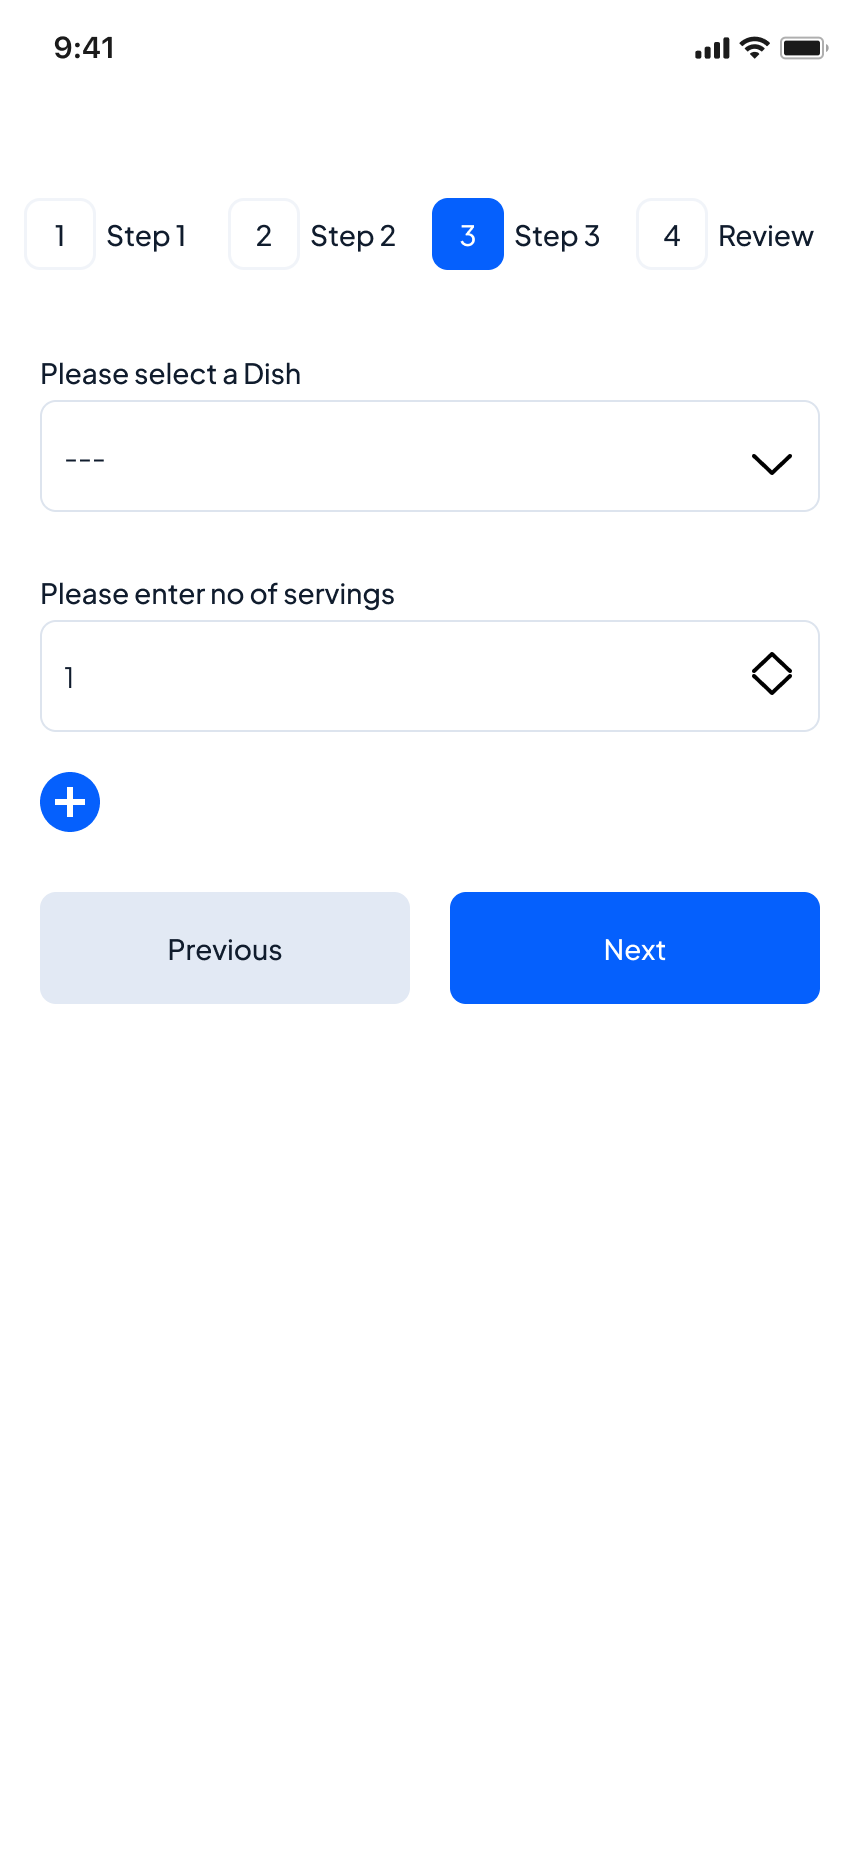 9:41
1 Step 1 2 Step 2 3 Step 3 4 Review
Please select a Dish
---
Please enter no of servings
1
Previous Next